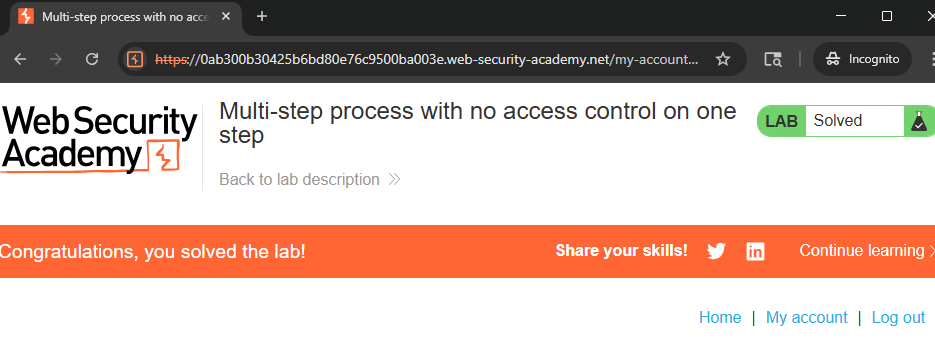 Multi-step process with no acce
https://0ab300b30425b6bd80e76c9500ba003e.web-security-academy.net/my-account...
Incognito
Web Security
Academy
Multi-step process with no access control on one
step
LAB Solved
Back to lab description
Congratulations, you solved the lab!
Share your skills!
Continue learning
Home | My account | Log out